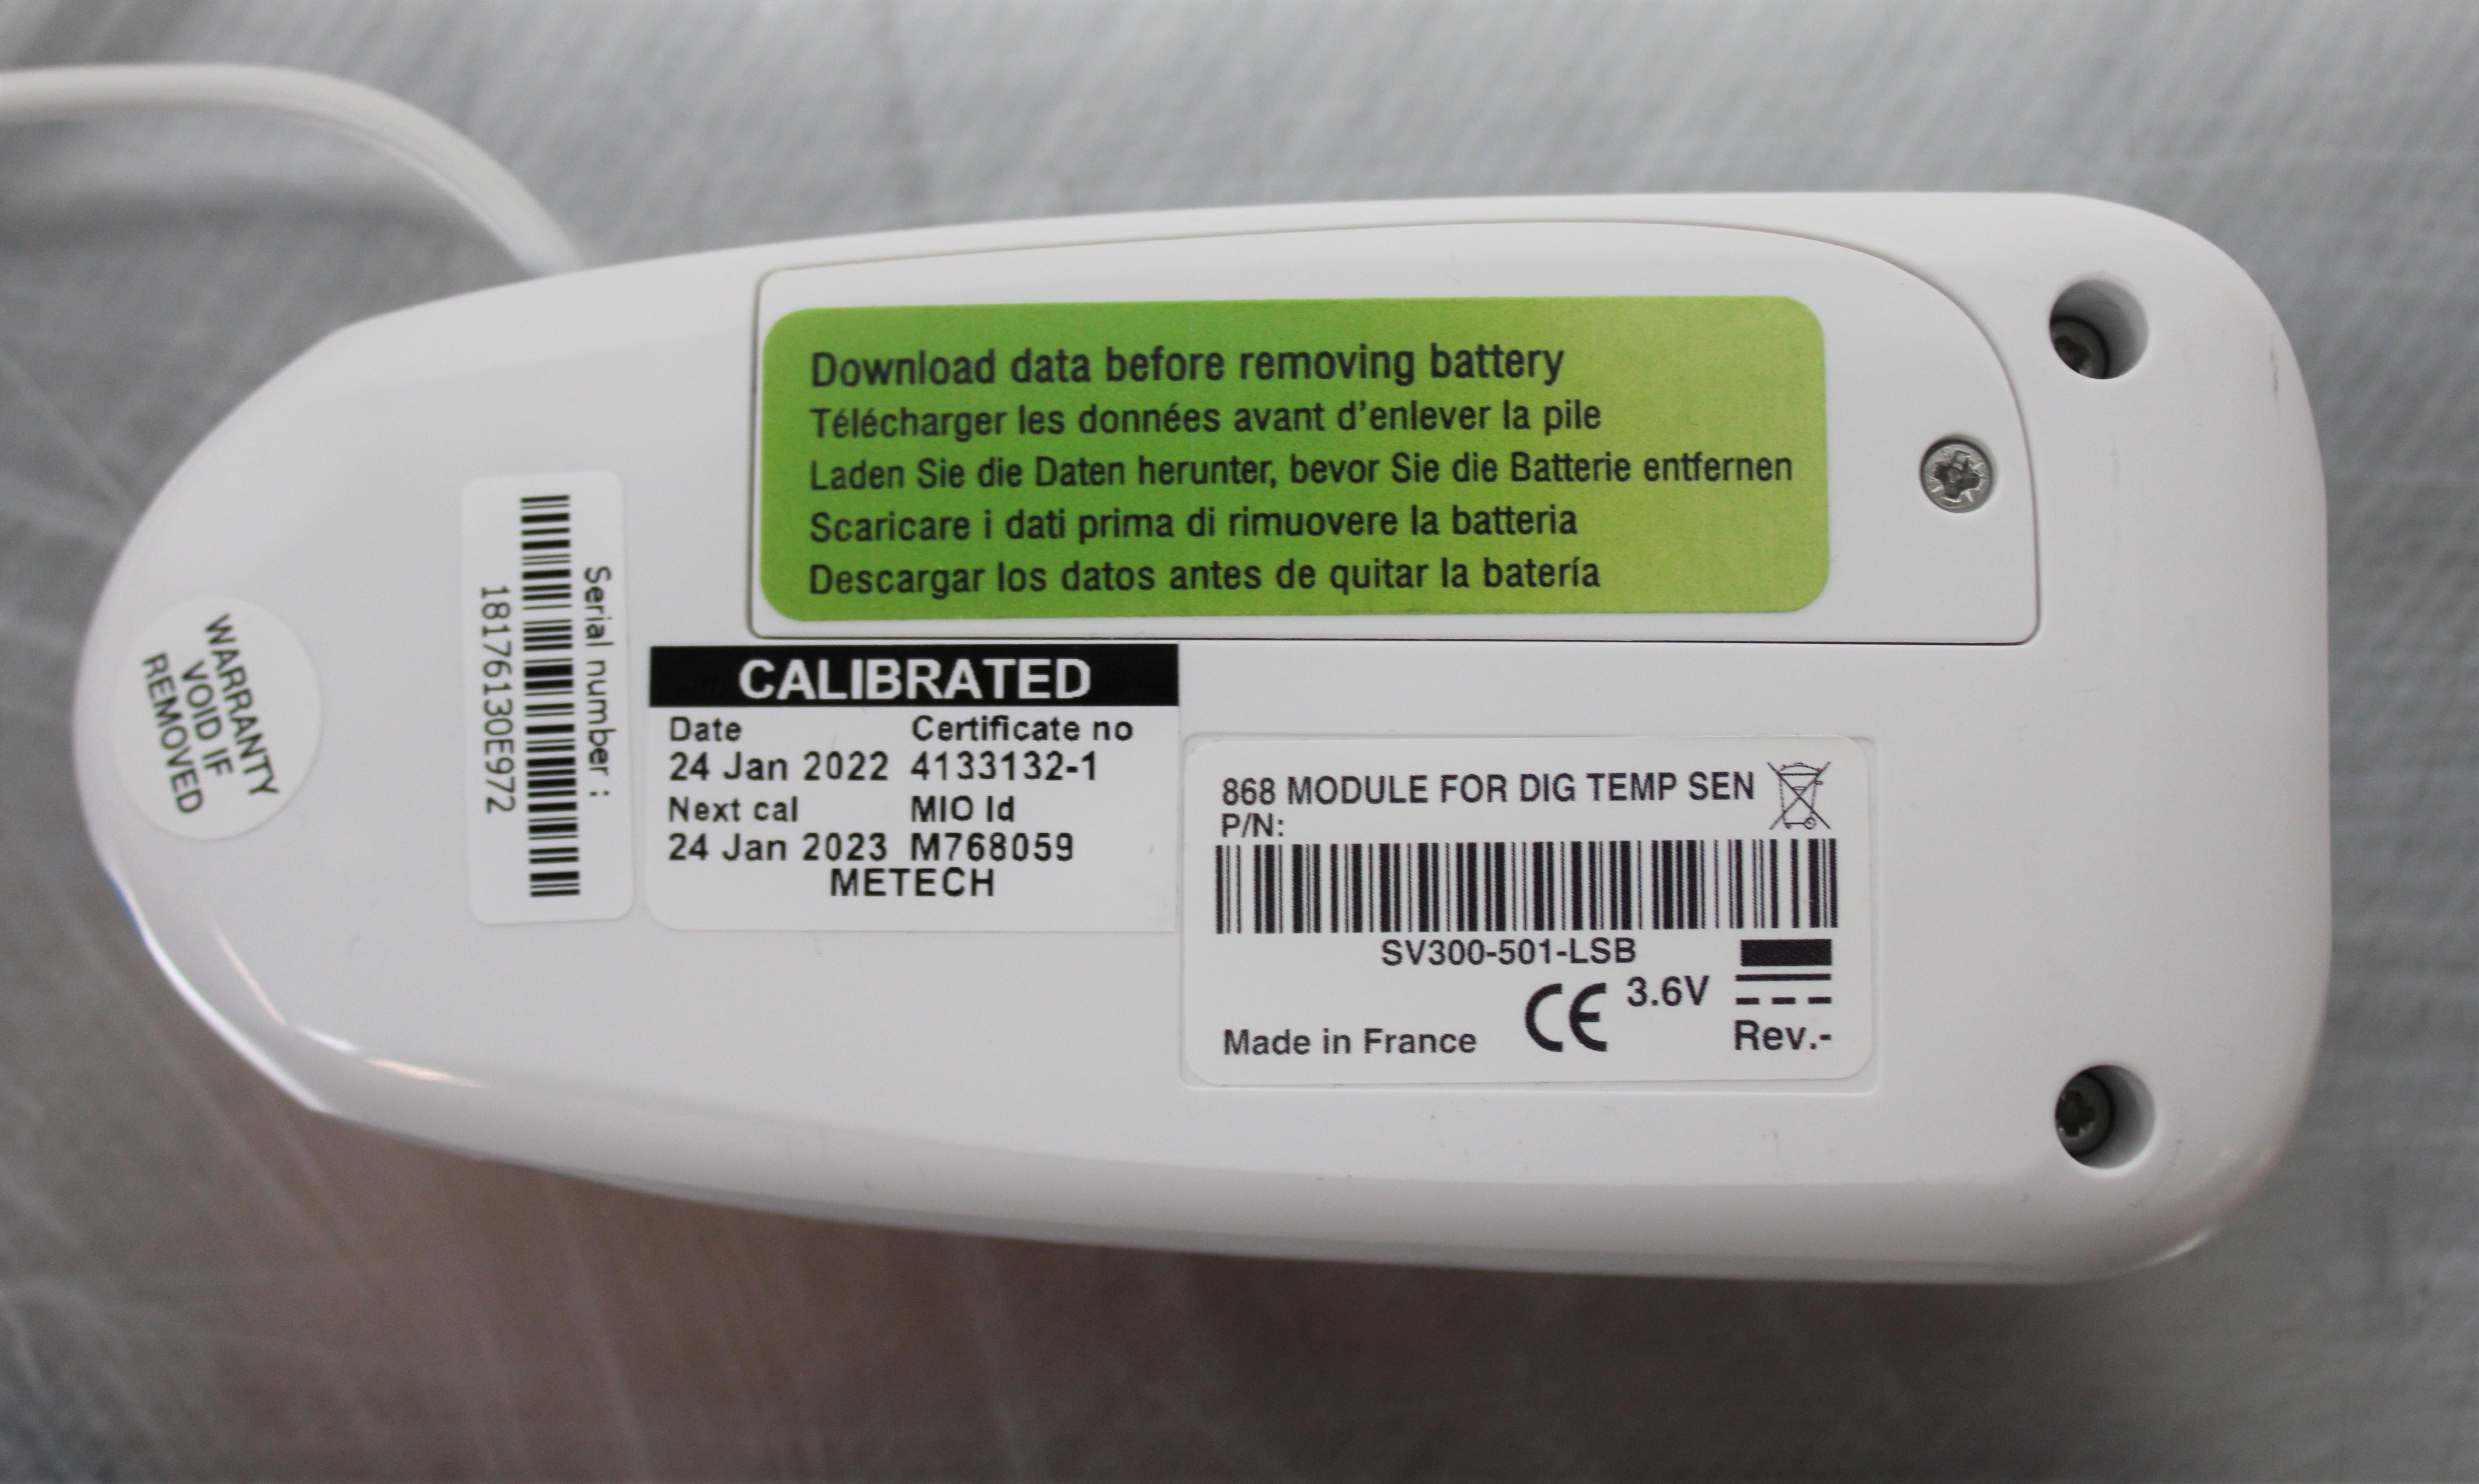 Download data before removing battery
Télécharger les données avant d'enlever la pile
Laden Sie die Daten herunter, bevor Sie die Batterie entfernen
Scaricare i dati prima di rimuovere la batteria
Descargar los datos antes de quitar la batería
WARRANTY
VOID IF
REMOVED
Serial number :
18176130E972
CALIBRATED
Date Certificate no
24 Jan 2022 4133132-1
Next cal MIO Id
24 Jan 2023 M768059
METECH
868 MODULE FOR DIG TEMP SEN
P/N:
SV300-501-LSB
CE 3.6V
Made in France Rev.-